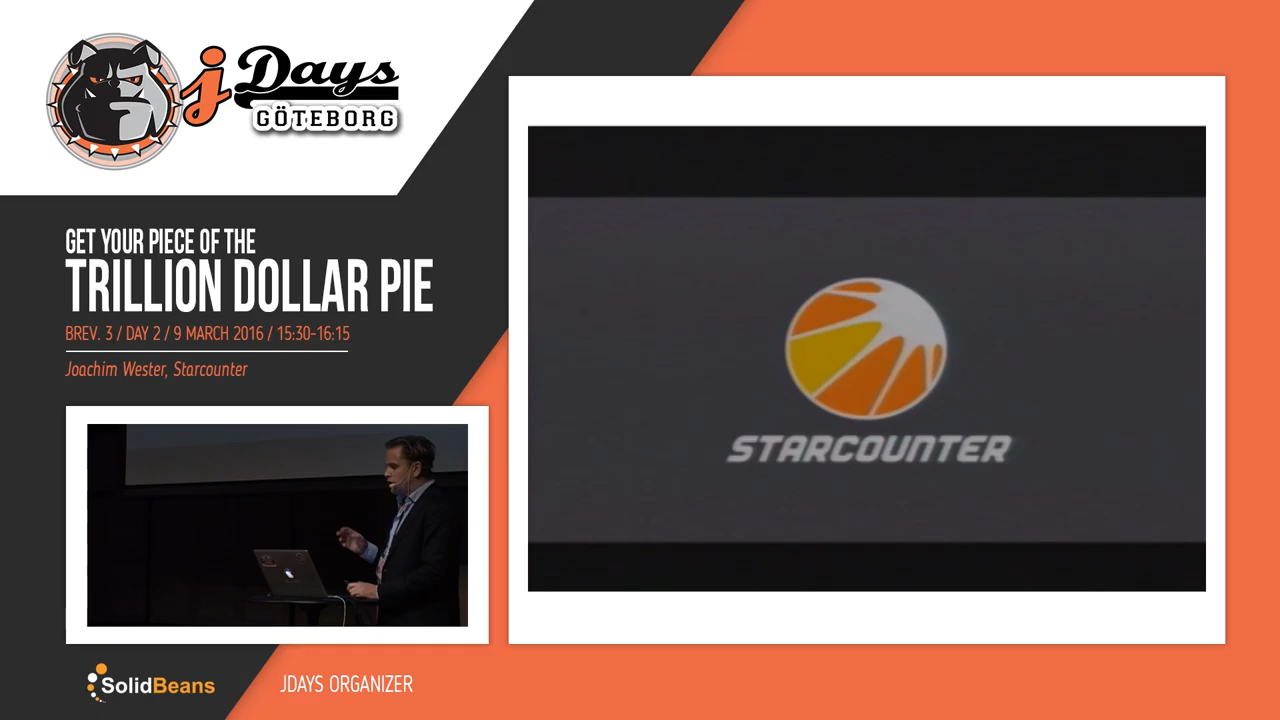 jDays
GÖTEBORG
GET YOUR PIECE OF THE
TRILLION DOLLAR PIE
BREV. 3 / DAY 2 / 9 MARCH 2016 / 15:30-16:15
Joachim Wester, Starcounter
STARCOUNTER
SolidBeans
JDAYS ORGANIZER